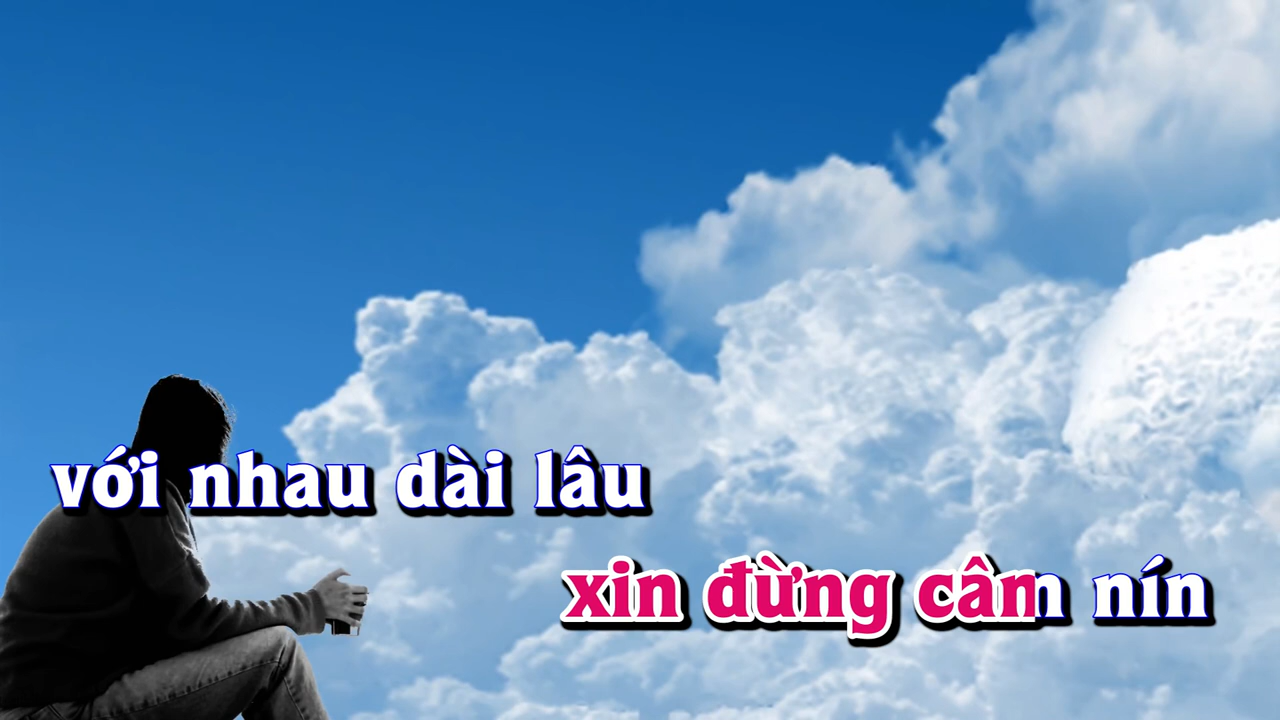 với nhau dài lâu
xin đừng câm nín